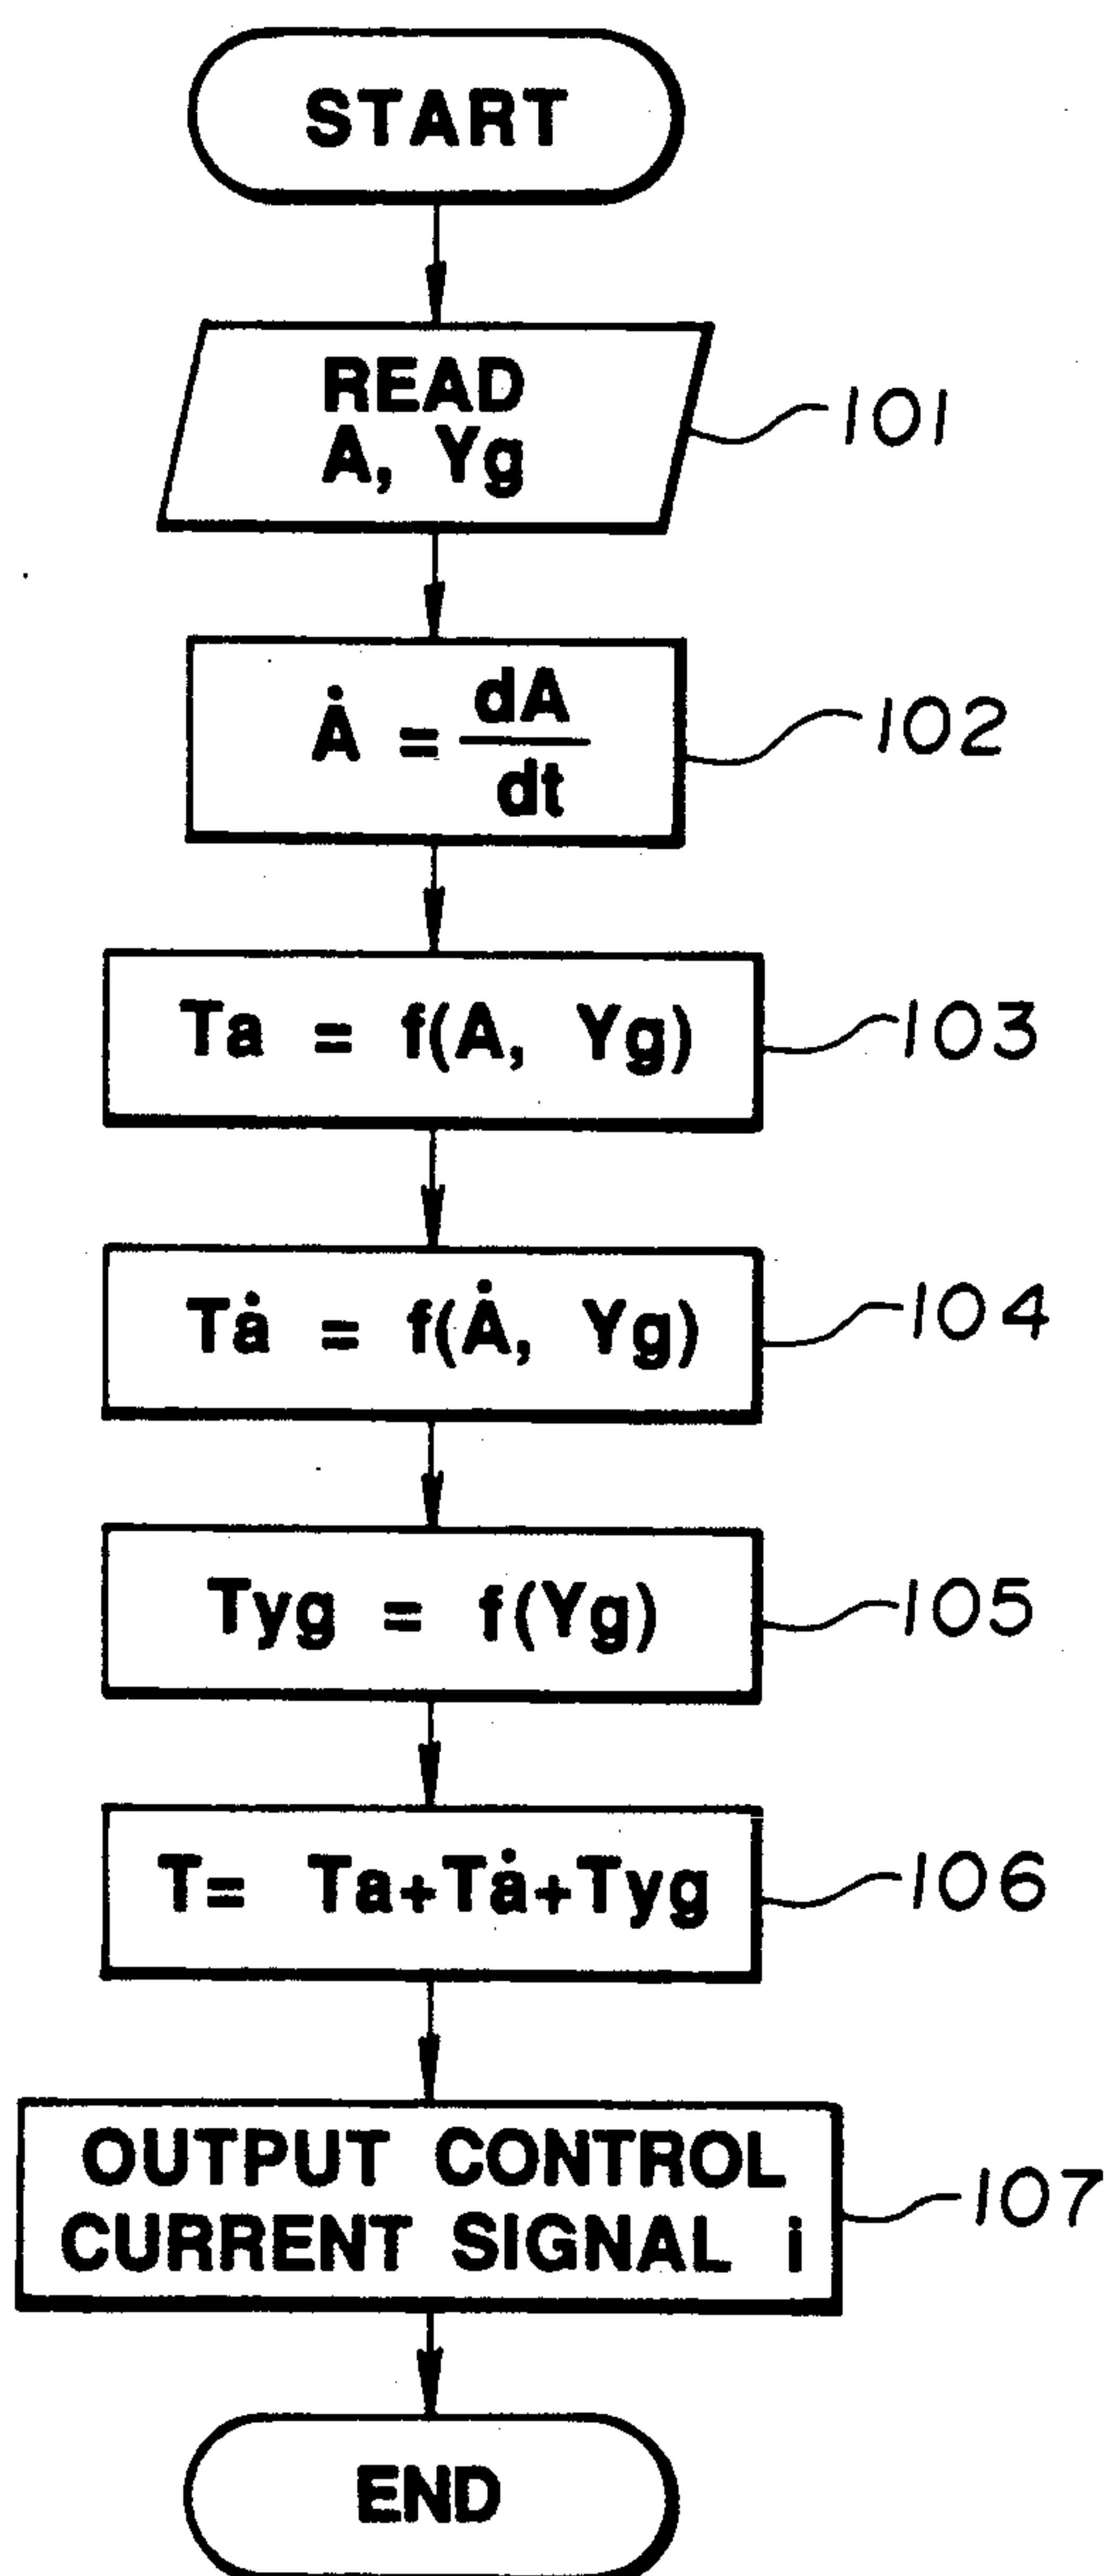 START
READ
A, Yg
101
Ȧ = dA/dt
102
Ta = f(A, Yg)
103
Tȧ = f(Ȧ, Yg)
104
Tyg = f(Yg)
105
T= Ta+Tȧ+Tyg
106
OUTPUT CONTROL
CURRENT SIGNAL i
107
END